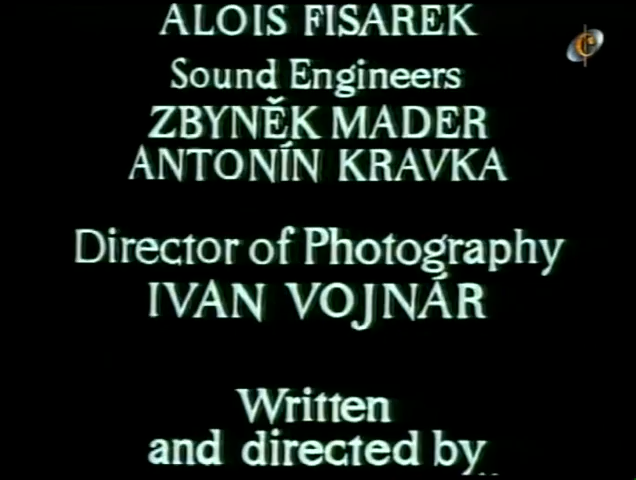 ALOIS FISAREK
Sound Engineers
ZBYNĚK MADER
ANTONÍN KRAVKA
Director of Photography
IVAN VOJNÁR
Written
and directed by